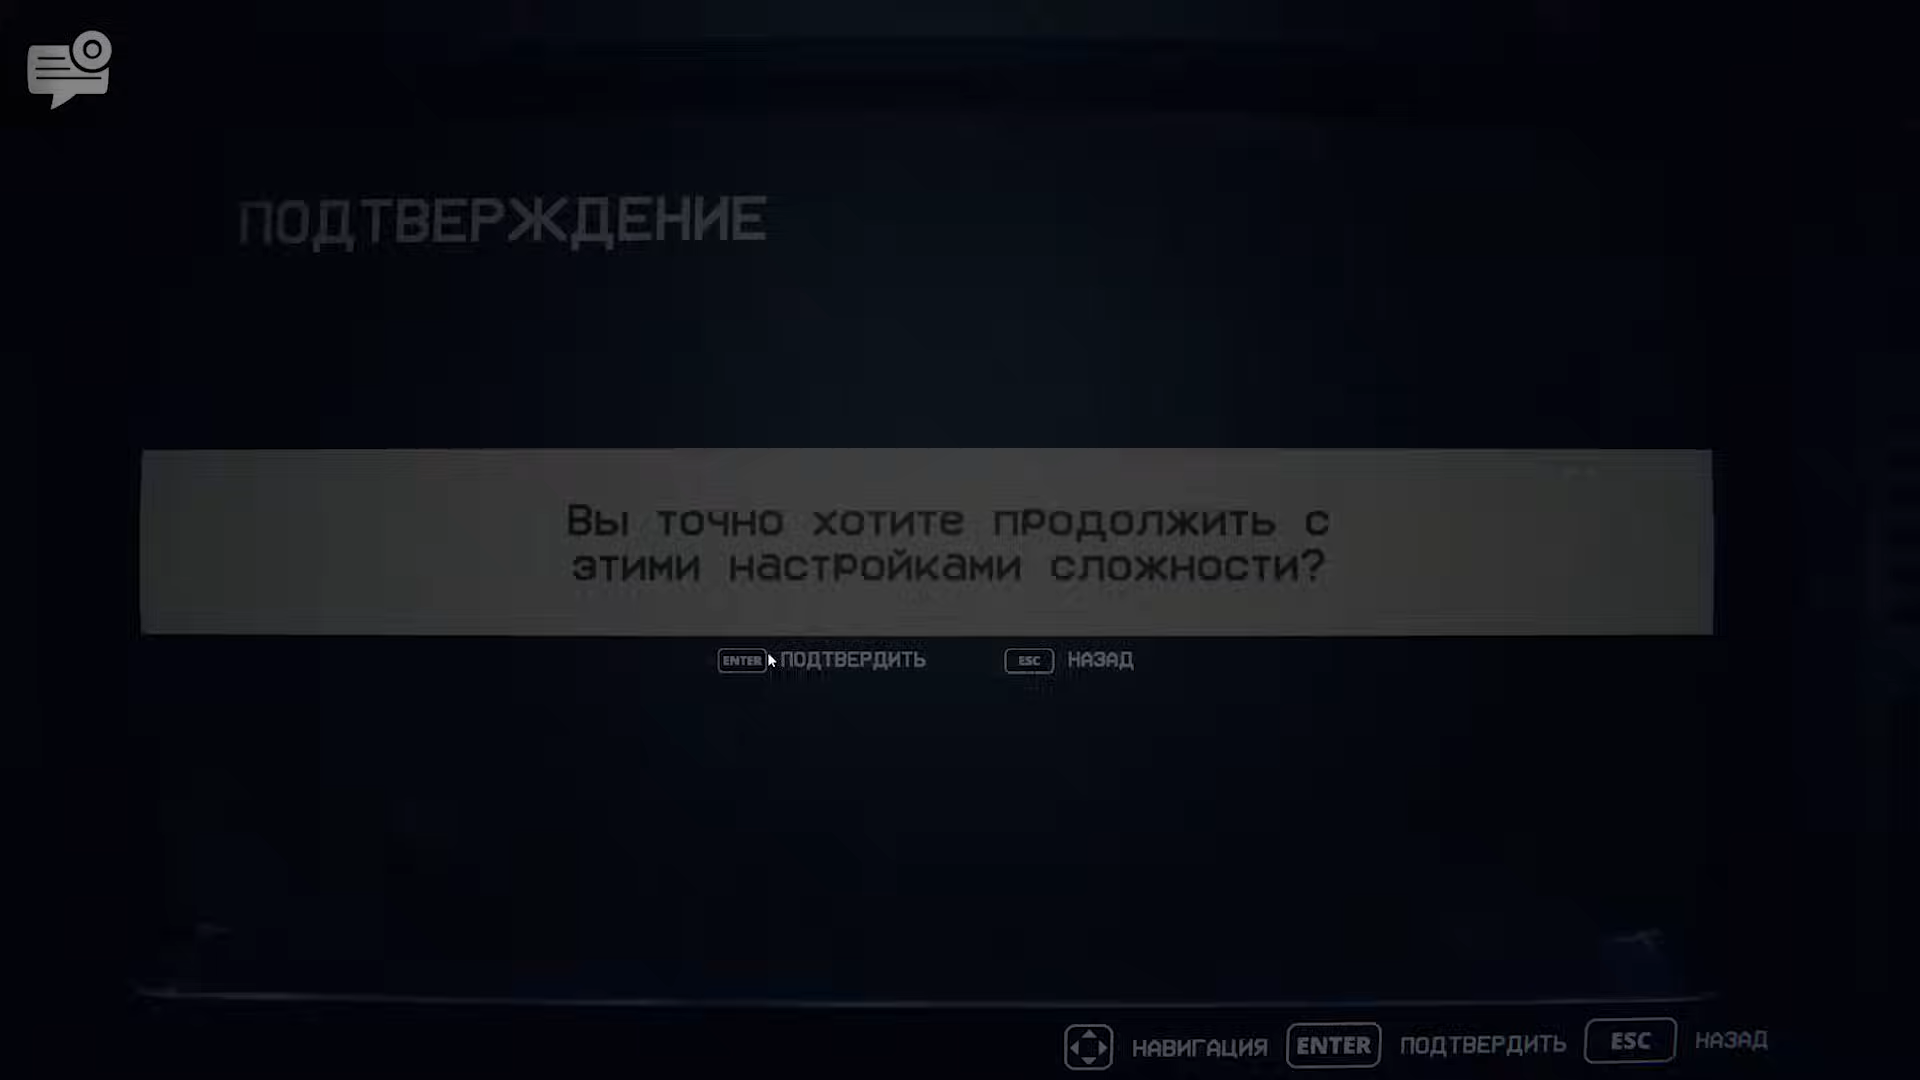 ПОДТВЕРЖДЕНИЕ
Вы точно хотите продолжить с
этими настройками сложности?
ENTER ПОДТВЕРДИТЬ ESC НАЗАД
НАВИГАЦИЯ ENTER ПОДТВЕРДИТЬ ESC НАЗАД